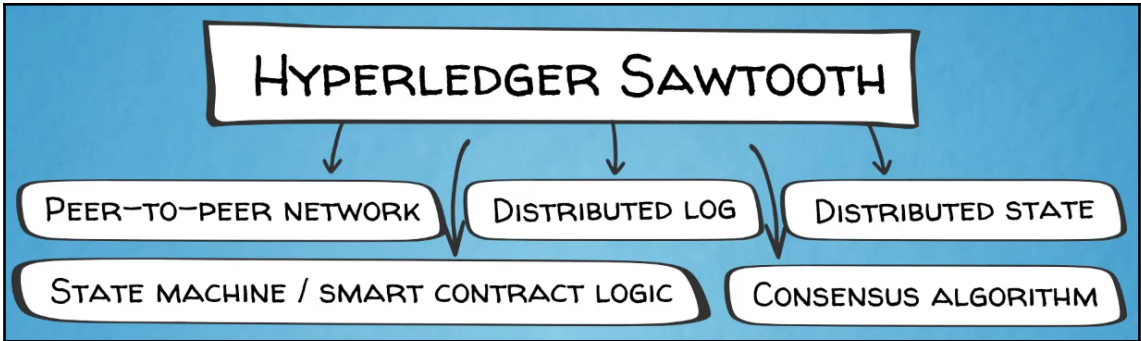 HYPERLEDGER SAWTOOTH
PEER-TO-PEER NETWORK
DISTRIBUTED LOG
DISTRIBUTED STATE
STATE MACHINE / SMART CONTRACT LOGIC
CONSENSUS ALGORITHM